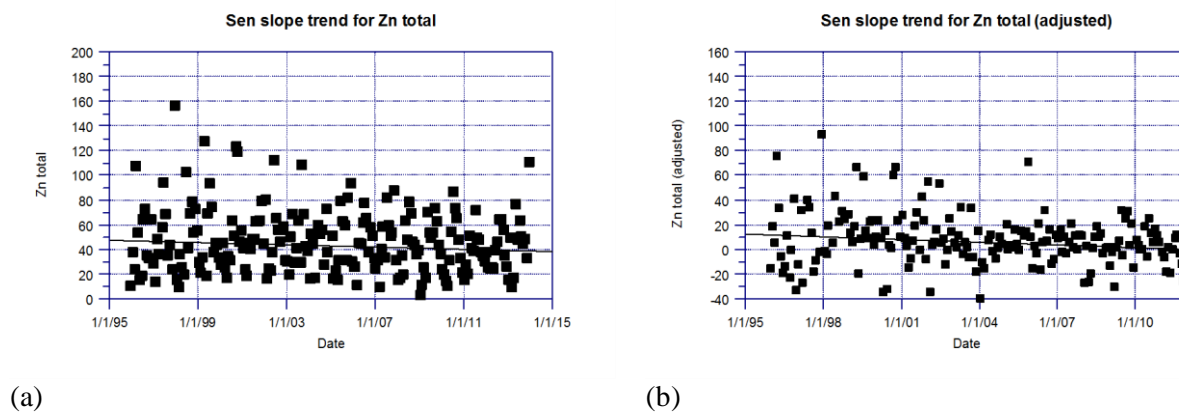 Sen slope trend for Zn total
200
180
160
140
120
100
80
60
40
20
0
Zn total
1/1/95 1/1/99 1/1/03 1/1/07 1/1/11 1/1/15
Date
(a)
Sen slope trend for Zn total (adjusted)
160
140
120
100
80
60
40
20
0
-20
-40
Zn total (adjusted)
1/1/95 1/1/98 1/1/01 1/1/04 1/1/07 1/1/10
Date
(b)